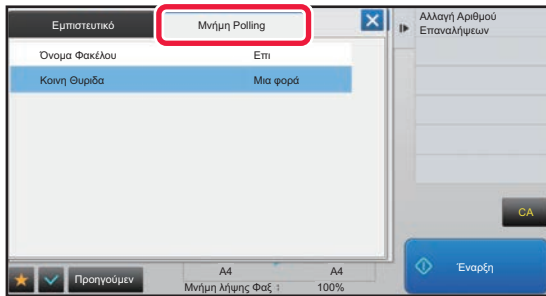 Εμπιστευτικό
Μνήμη Polling
Όνομα Φακέλου
Επι
Κοινη Θυριδα
Μια φορά
Αλλαγή Αριθμού
Επαναλήψεων
CA
Έναρξη
Προηγούμεν
A4
A4
Μνήμη λήψης Φαξ :
100%